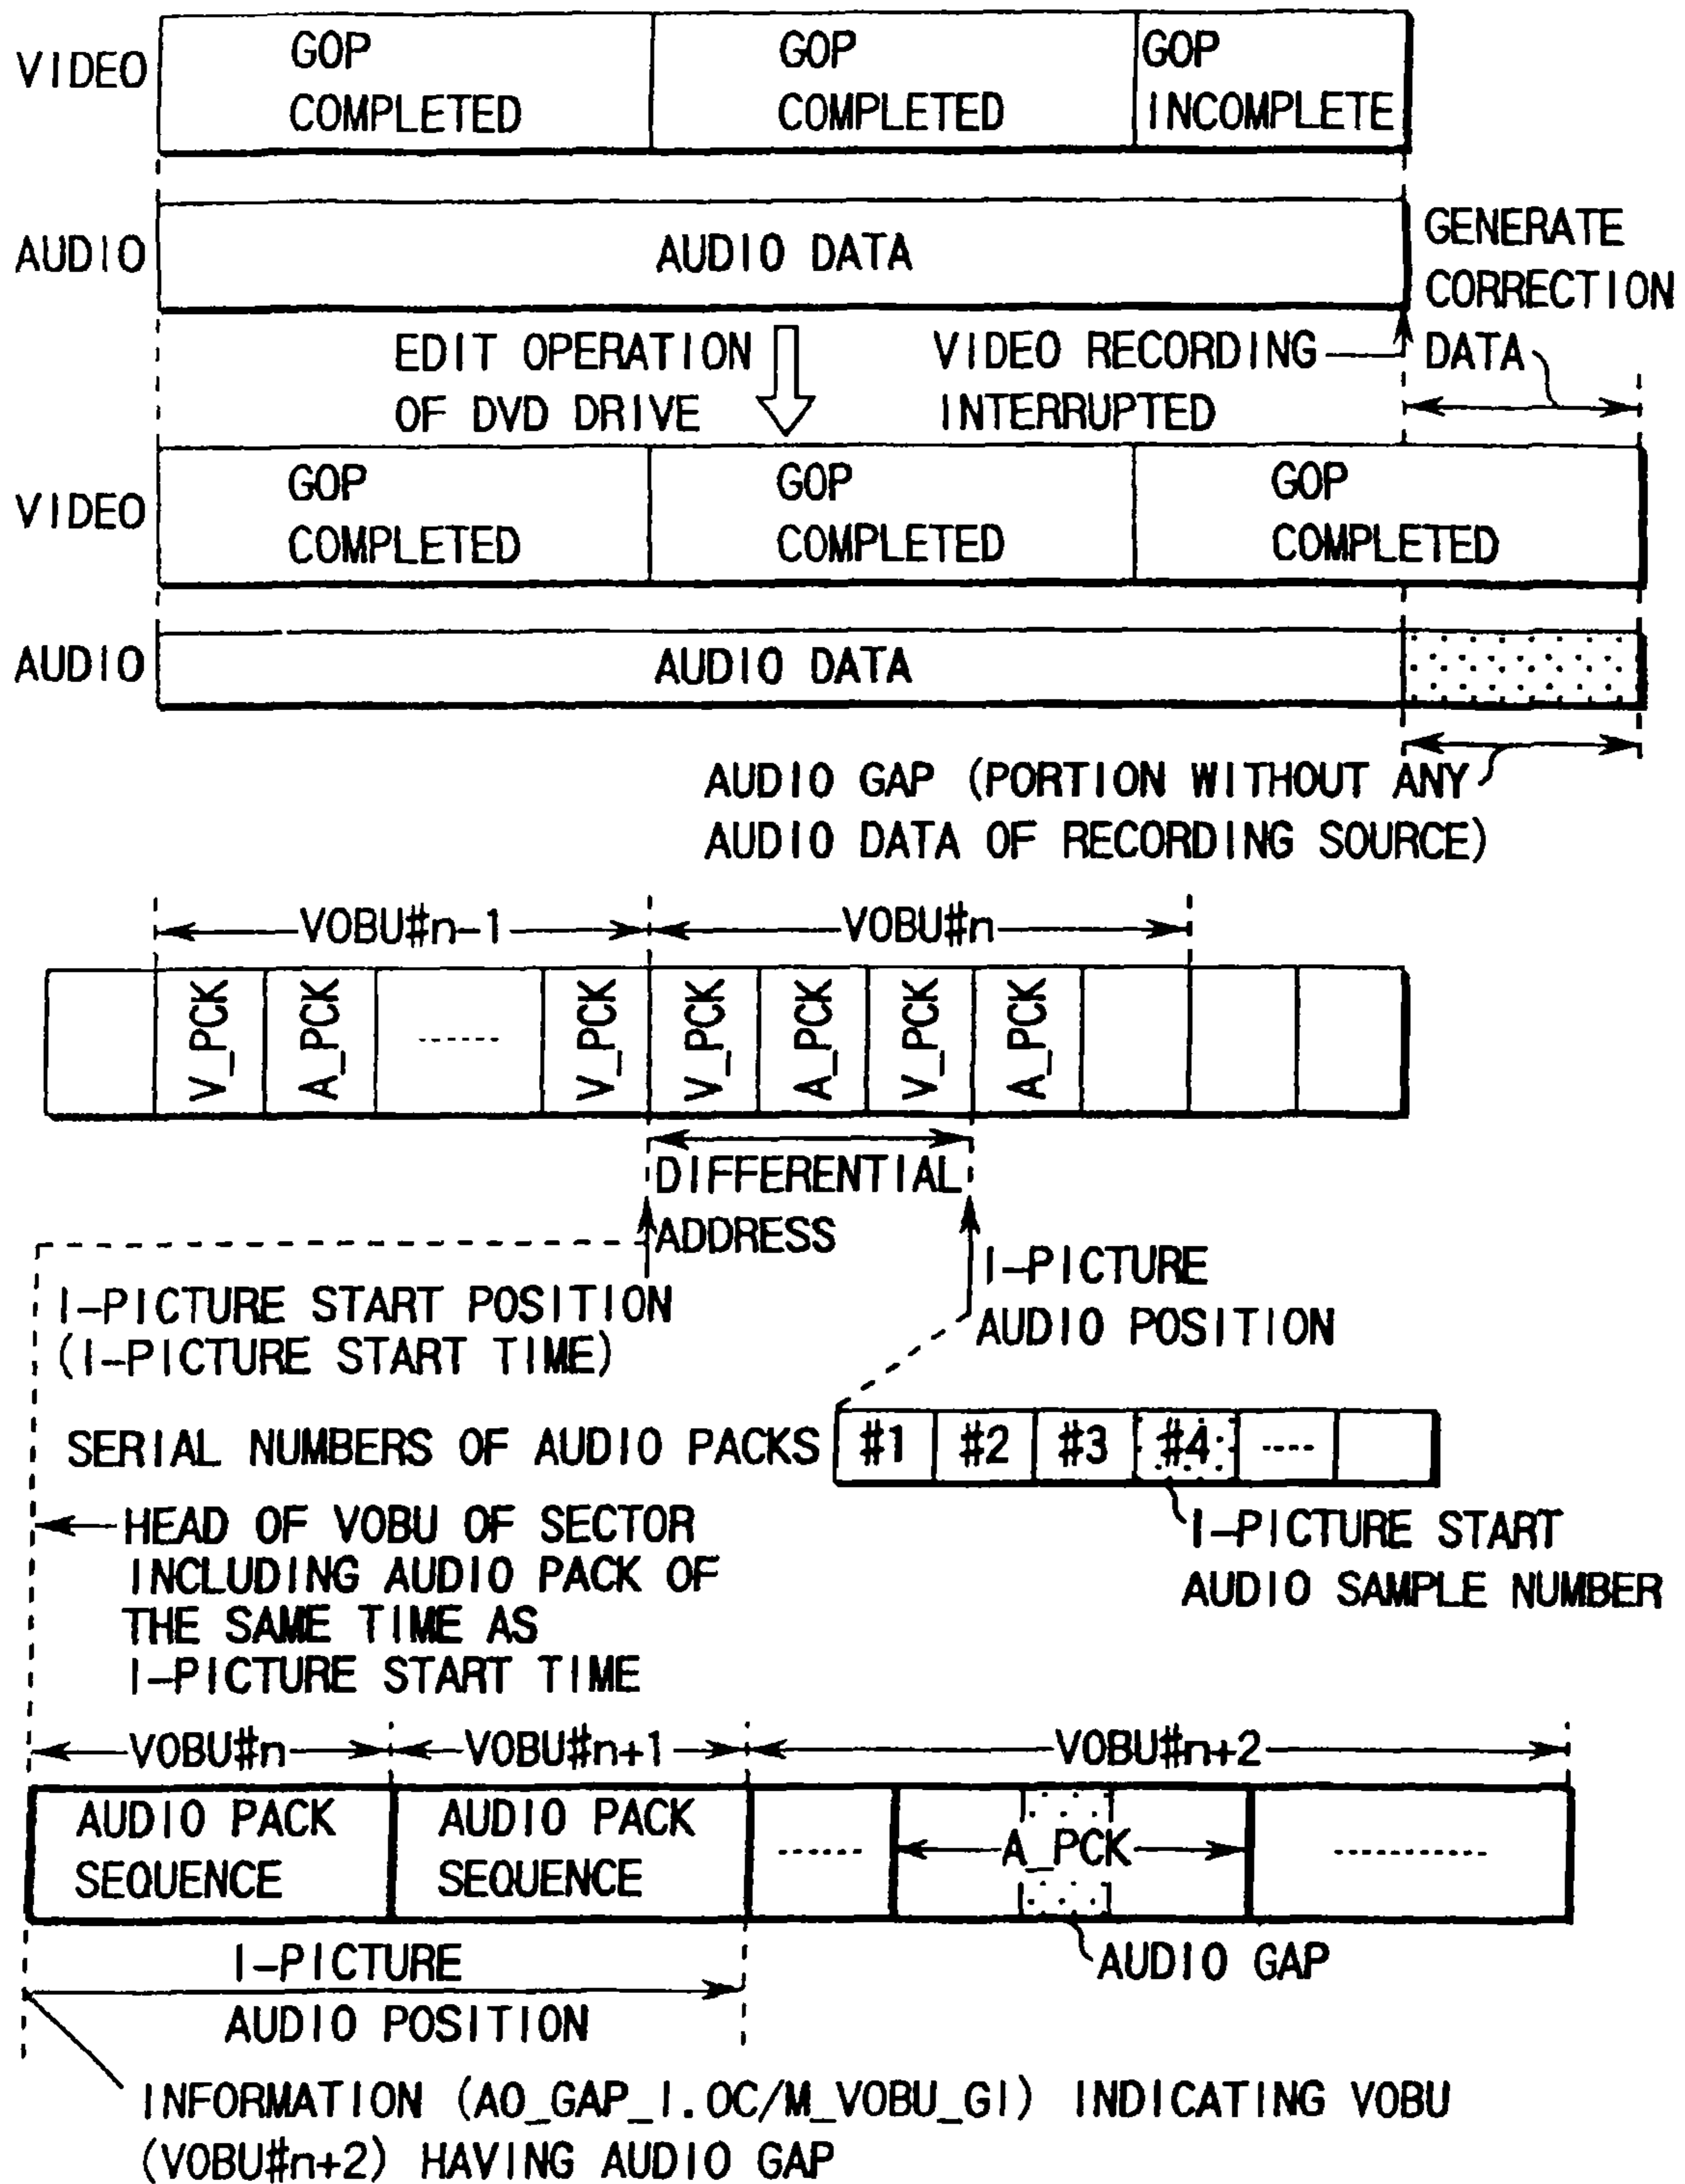 VIDEO
GOP
COMPLETED
GOP
COMPLETED
GOP
INCOMPLETE
AUDIO
AUDIO DATA
GENERATE
CORRECTION
DATA
EDIT OPERATION
OF DVD DRIVE
VIDEO RECORDING
INTERRUPTED
VIDEO
GOP
COMPLETED
GOP
COMPLETED
GOP
COMPLETED
AUDIO
AUDIO DATA
AUDIO GAP (PORTION WITHOUT ANY
AUDIO DATA OF RECORDING SOURCE)
VOBU#n-1
VOBU#n
V_PCK
A_PCK
V_PCK
V_PCK
A_PCK
V_PCK
A_PCK
DIFFERENTIAL
ADDRESS
I-PICTURE START POSITION
(I-PICTURE START TIME)
I-PICTURE
AUDIO POSITION
SERIAL NUMBERS OF AUDIO PACKS
#1
#2
#3
#4
I-PICTURE START
AUDIO SAMPLE NUMBER
HEAD OF VOBU OF SECTOR
INCLUDING AUDIO PACK OF
THE SAME TIME AS
I-PICTURE START TIME
VOBU#n
VOBU#n+1
VOBU#n+2
AUDIO PACK
SEQUENCE
AUDIO PACK
SEQUENCE
A_PCK
AUDIO GAP
I-PICTURE
AUDIO POSITION
INFORMATION (A0_GAP_I.OC/M_VOBU_GI) INDICATING VOBU
(VOBU#n+2) HAVING AUDIO GAP